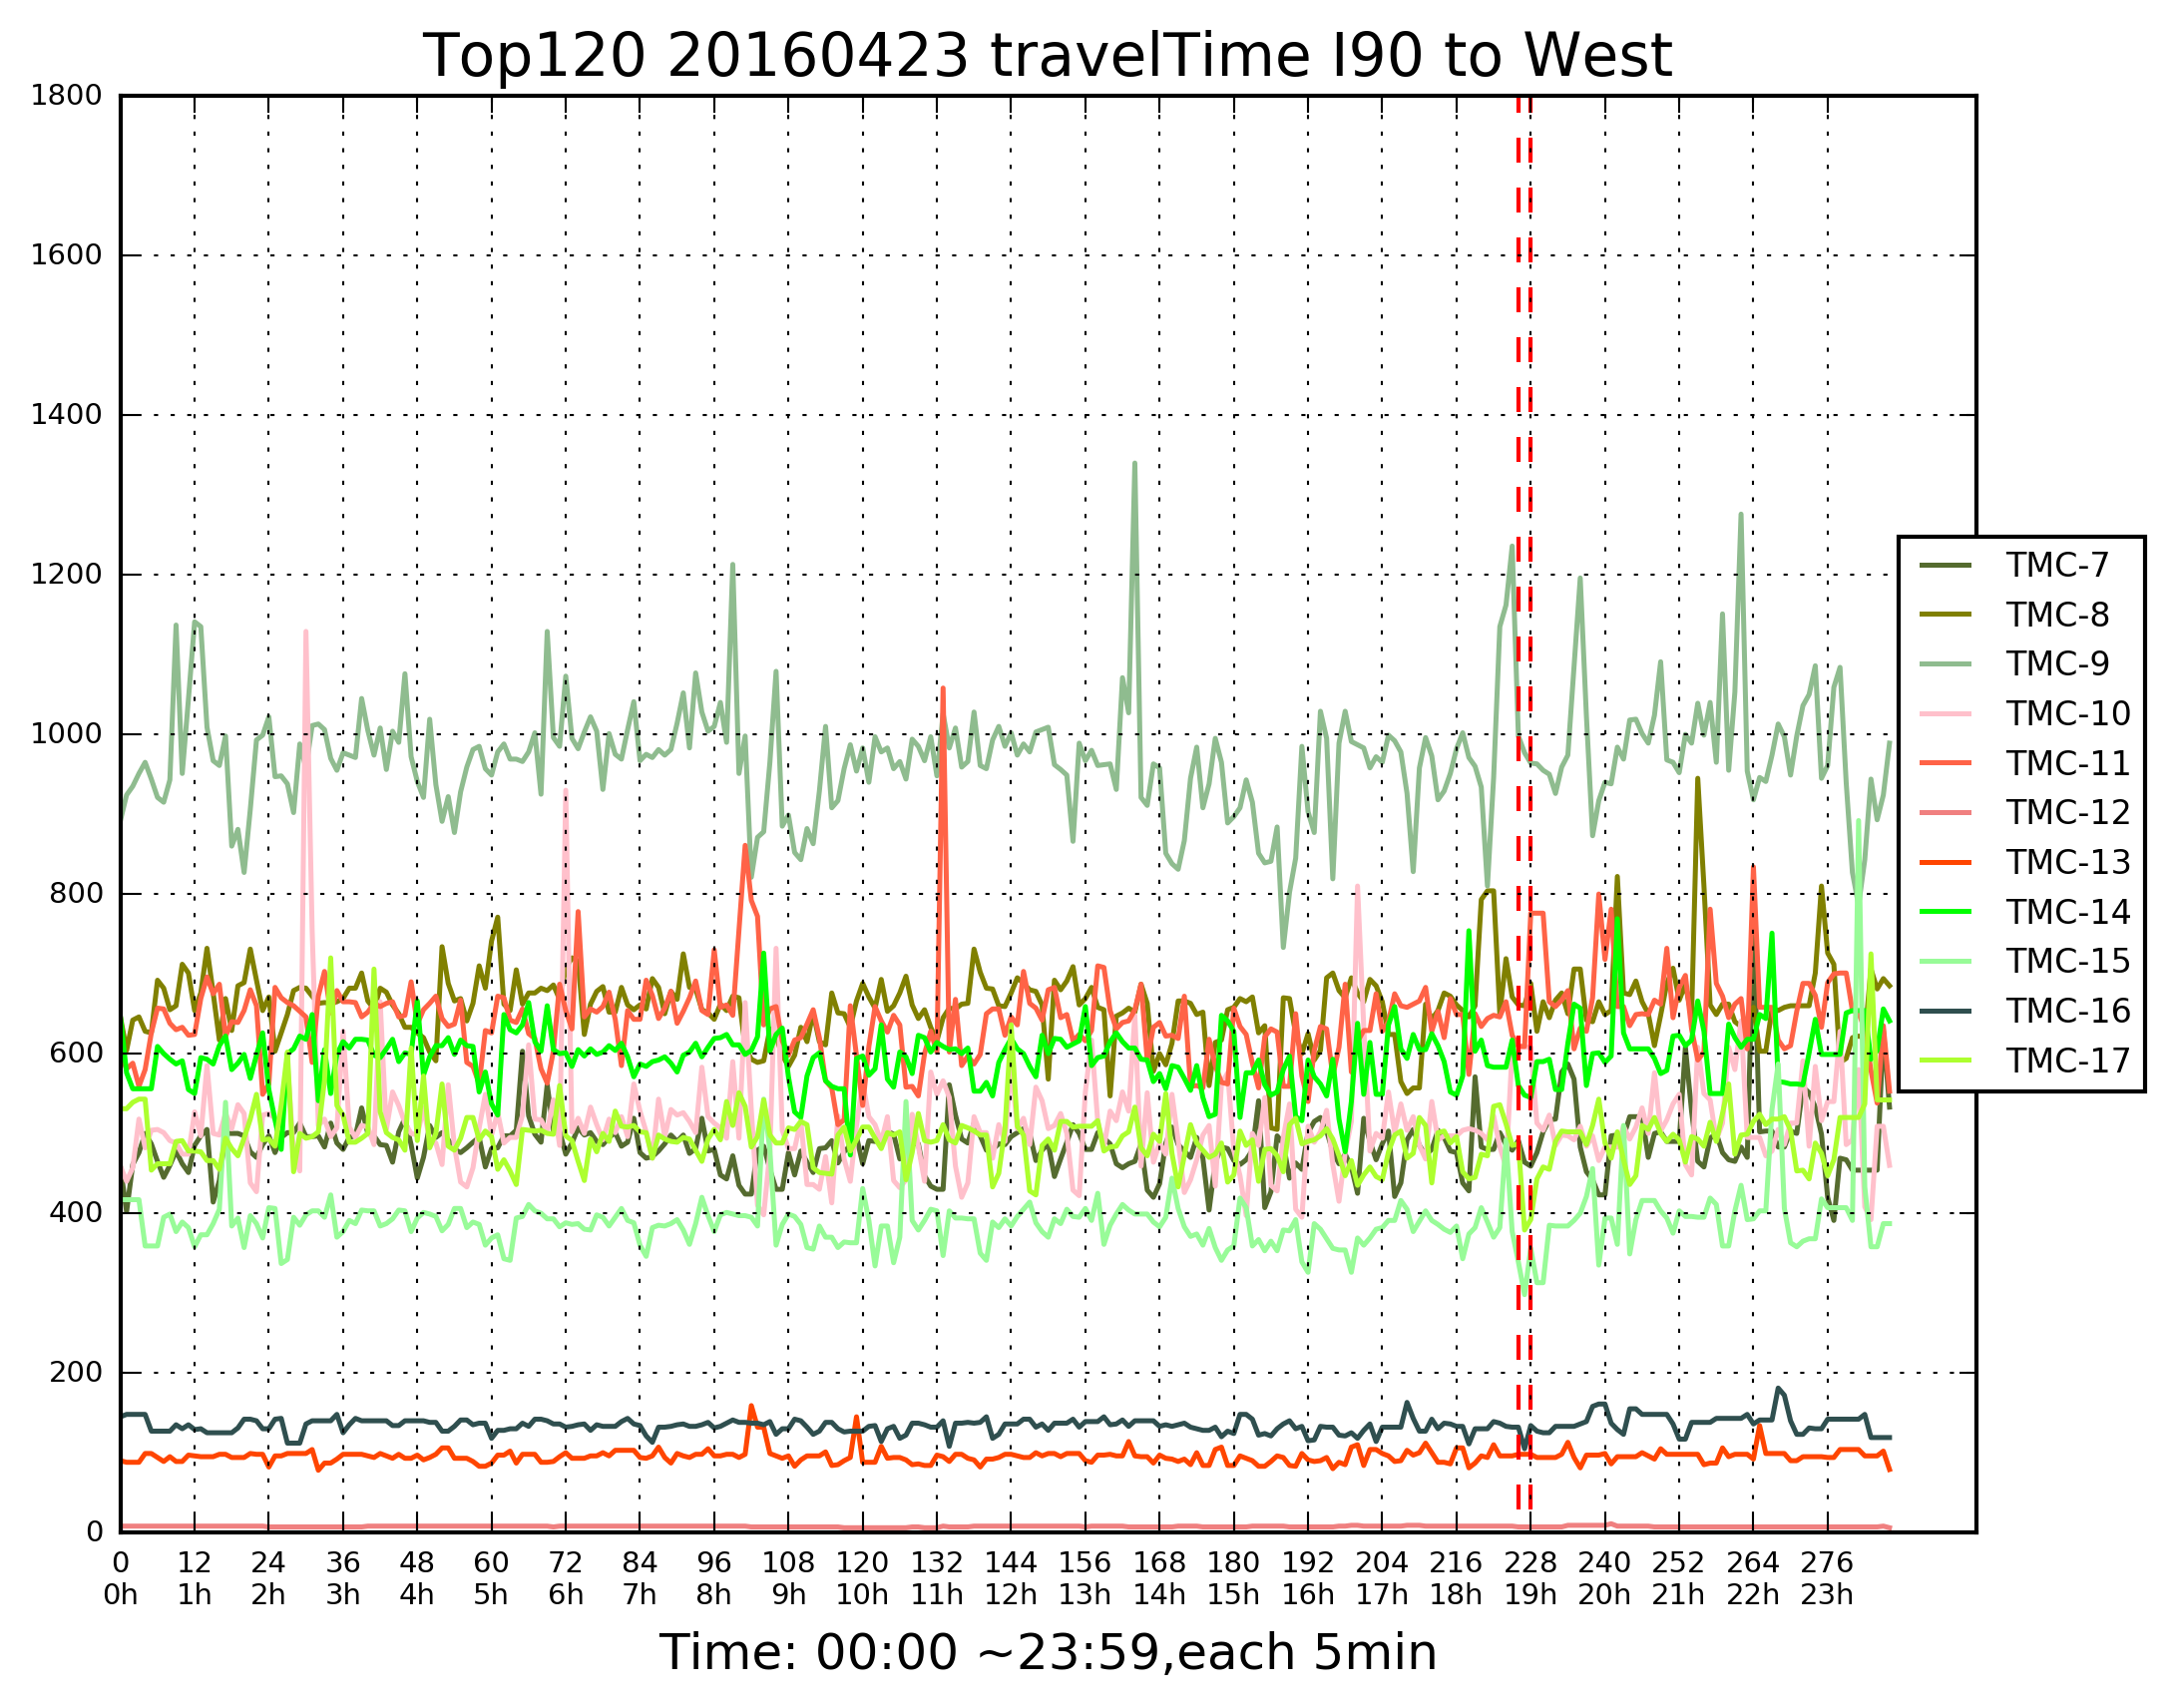 Top120 20160423 travelTime I90 to West
1800
1600
1400
1200
1000
800
600
400
200
0
TMC-7
TMC-8
TMC-9
TMC-10
TMC-11
TMC-12
TMC-13
TMC-14
TMC-15
TMC-16
TMC-17
0 12 24 36 48 60 72 84 96 108 120 132 144 156 168 180 192 204 216 228 240 252 264 276
0h 1h 2h 3h 4h 5h 6h 7h 8h 9h 10h 11h 12h 13h 14h 15h 16h 17h 18h 19h 20h 21h 22h 23h
Time: 00:00 ~23:59,each 5min